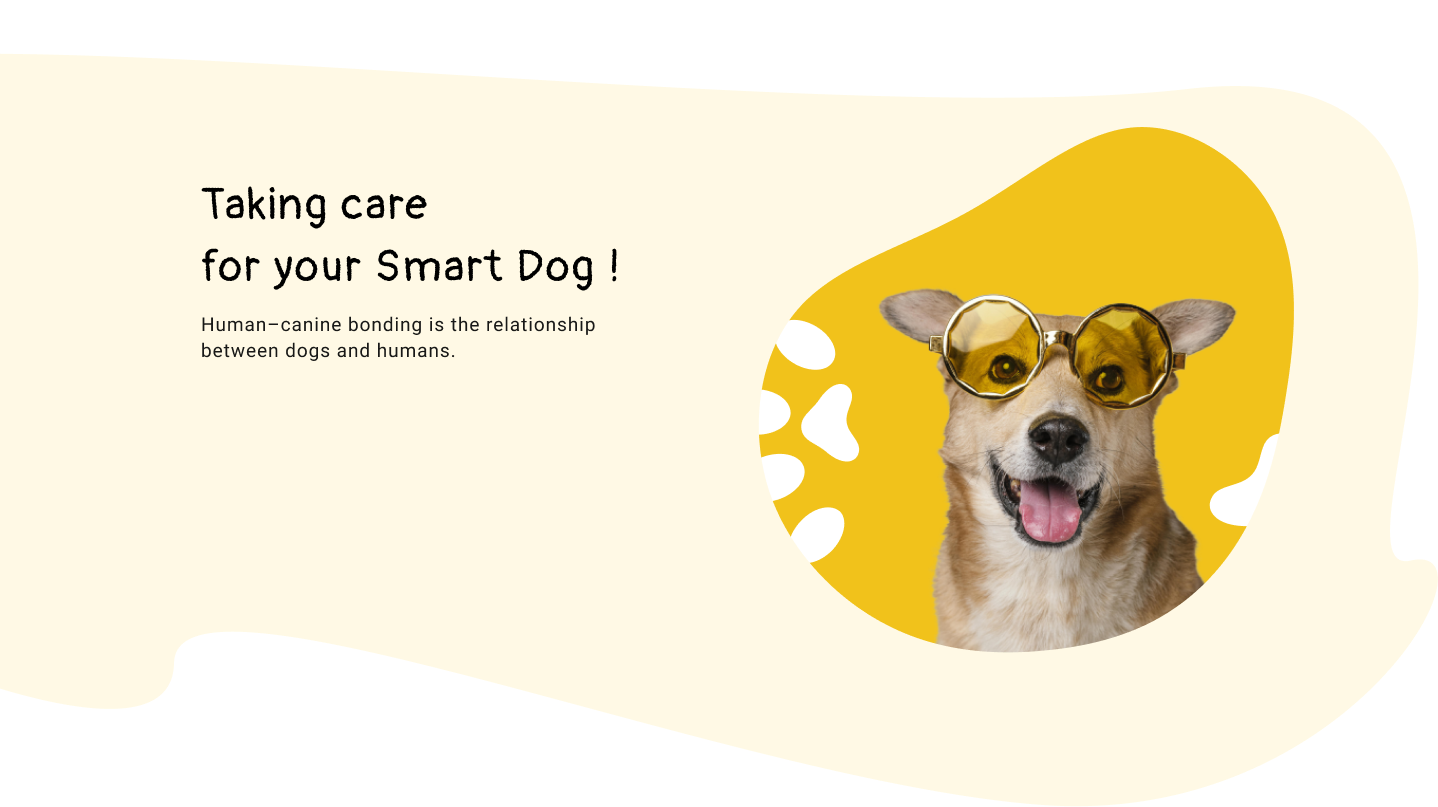 Taking care
for your Smart Dog !
Human–canine bonding is the relationship
between dogs and humans.